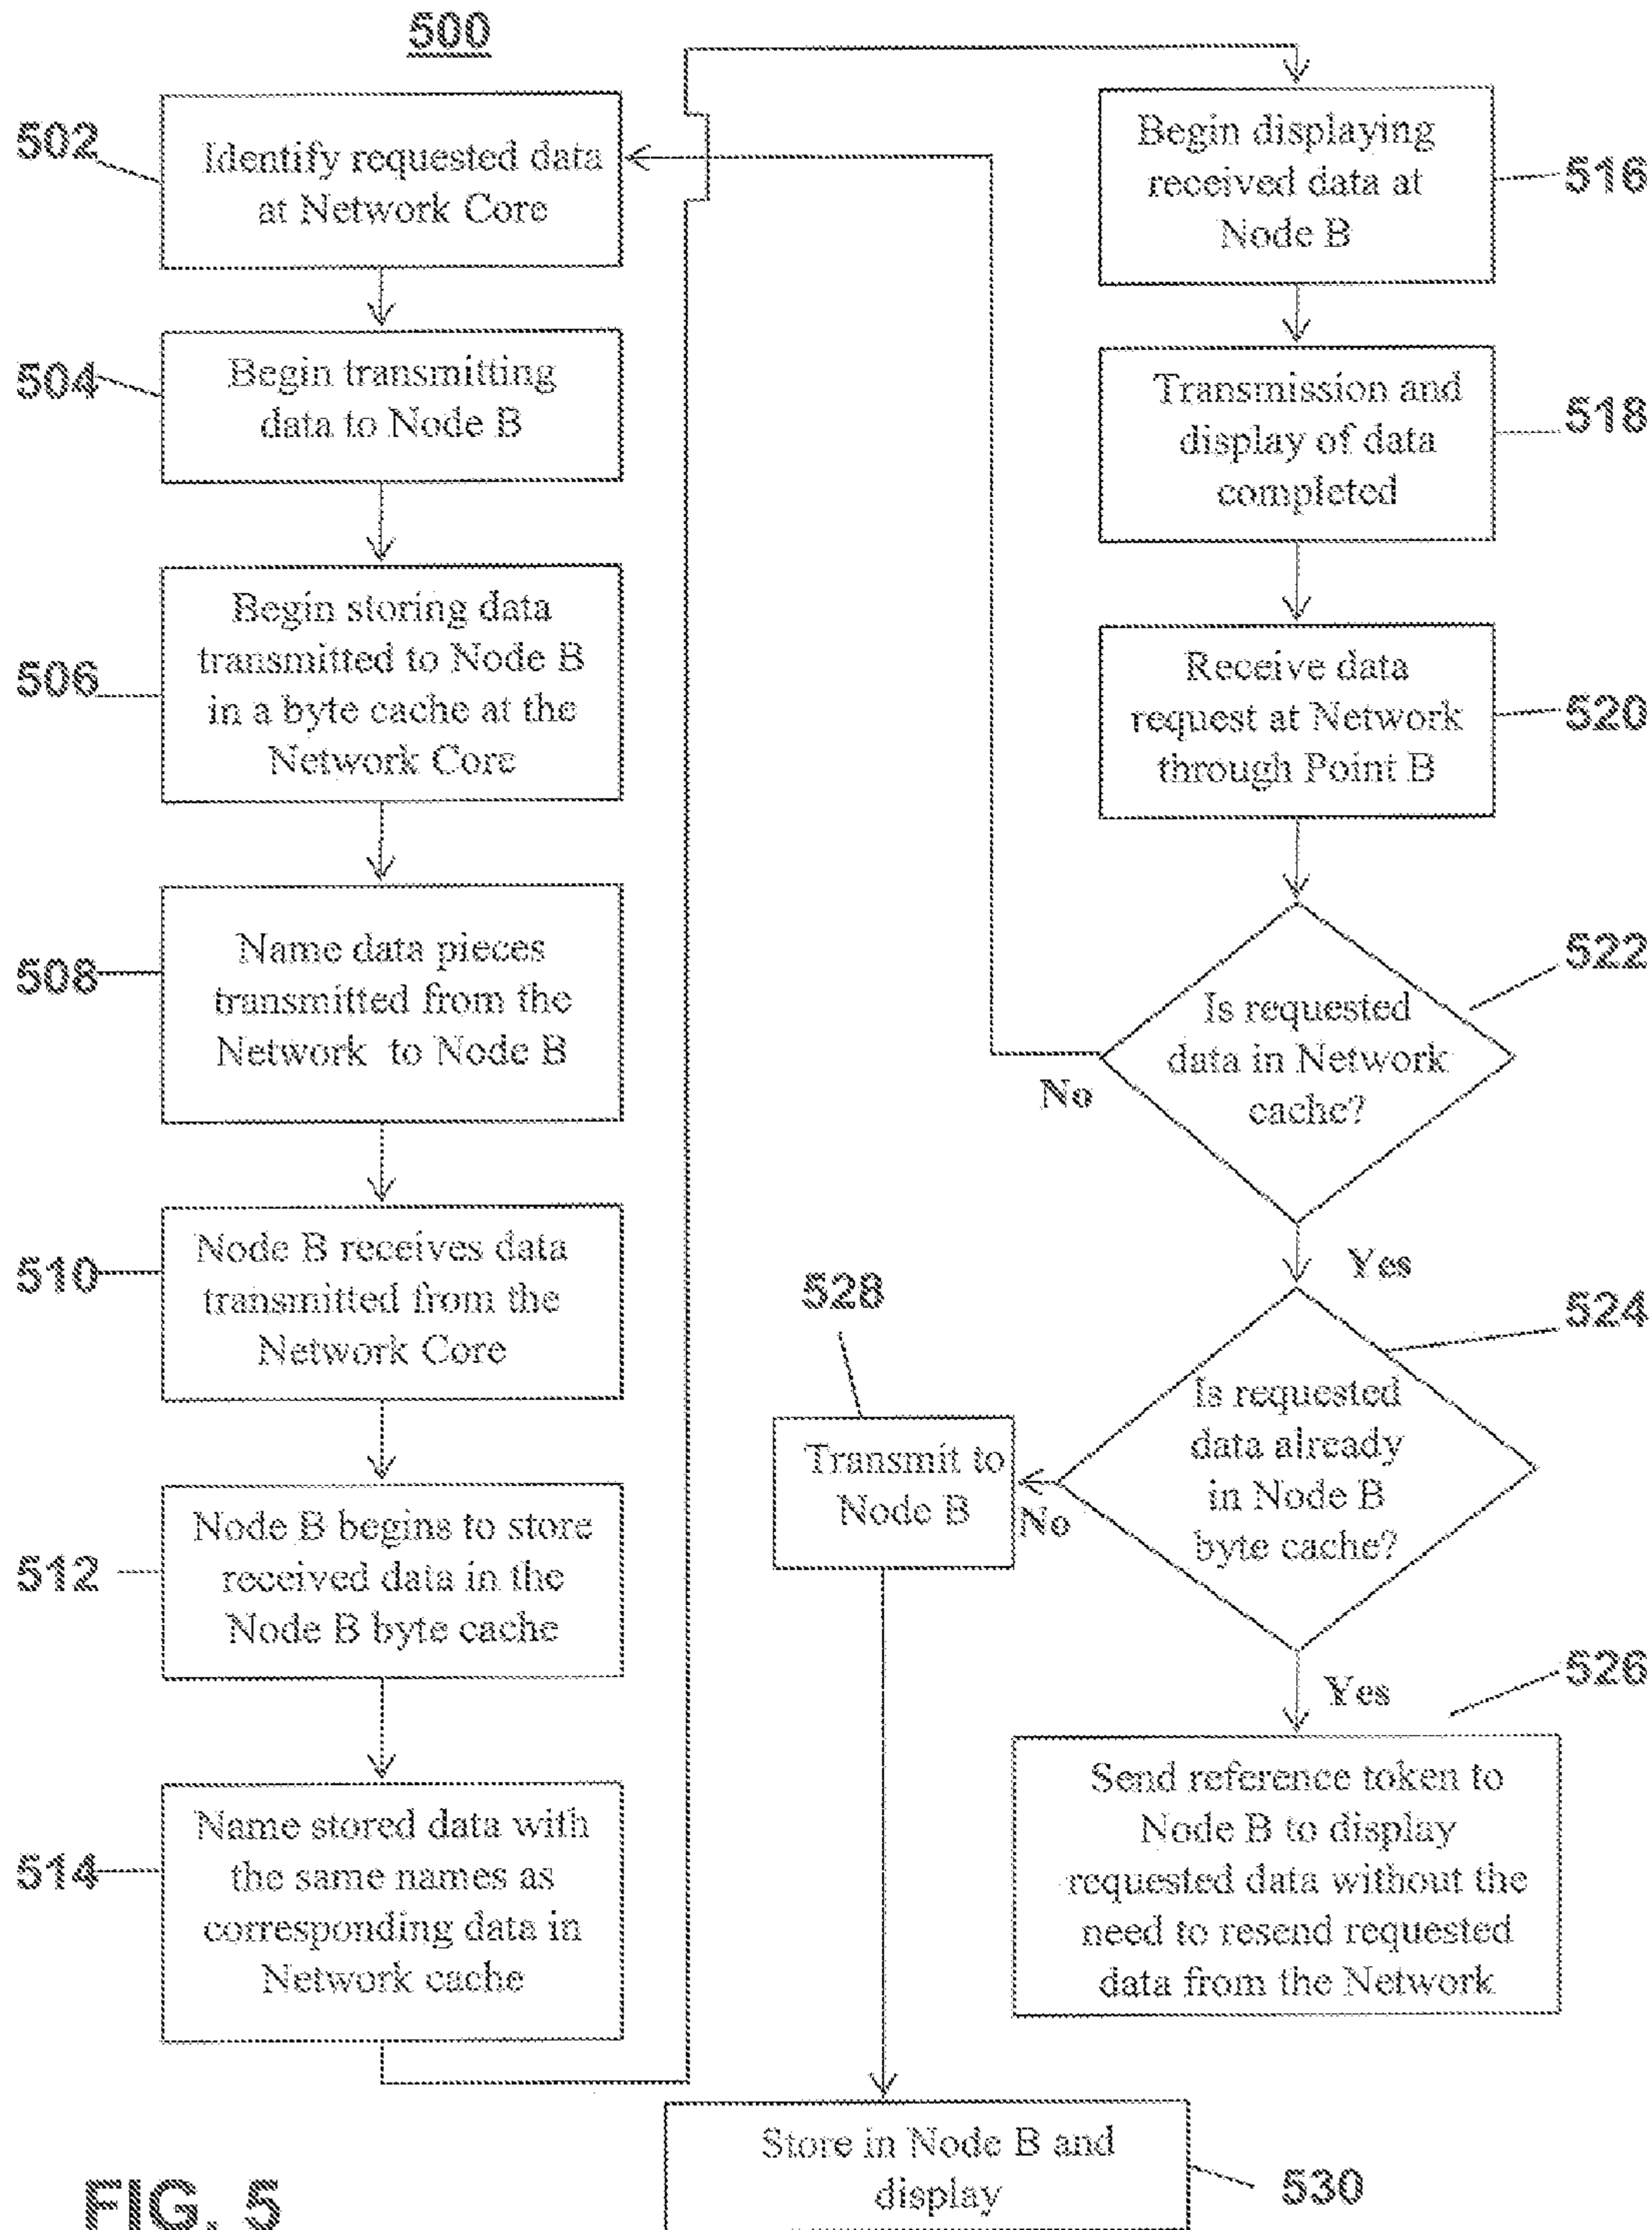 500
502
Identify requested data
at Network Core
504
Begin transmitting
data to Node B
506
Begin storing data
transmitted to Node B
in a byte cache at the
Network Core
508
Name data pieces
transmitted from the
Network to Node B
510
Node B receives data
transmitted from the
Network Core
512
Node B begins to store
received data in the
Node B byte cache
514
Name stored data with
the same names as
corresponding data in
Network cache
Begin displaying
received data at
Node B
516
Transmission and
display of data
completed
518
Receive data
request at Network
through Point B
520
522
Is requested
data in Network
cache?
No
Yes
524
Is requested
data already
in Node B
byte cache?
528
Transmit to
Node B
No
Yes
526
Send reference token to
Node B to display
requested data without the
need to resend requested
data from the Network
Store in Node B and
display
530
FIG. 5